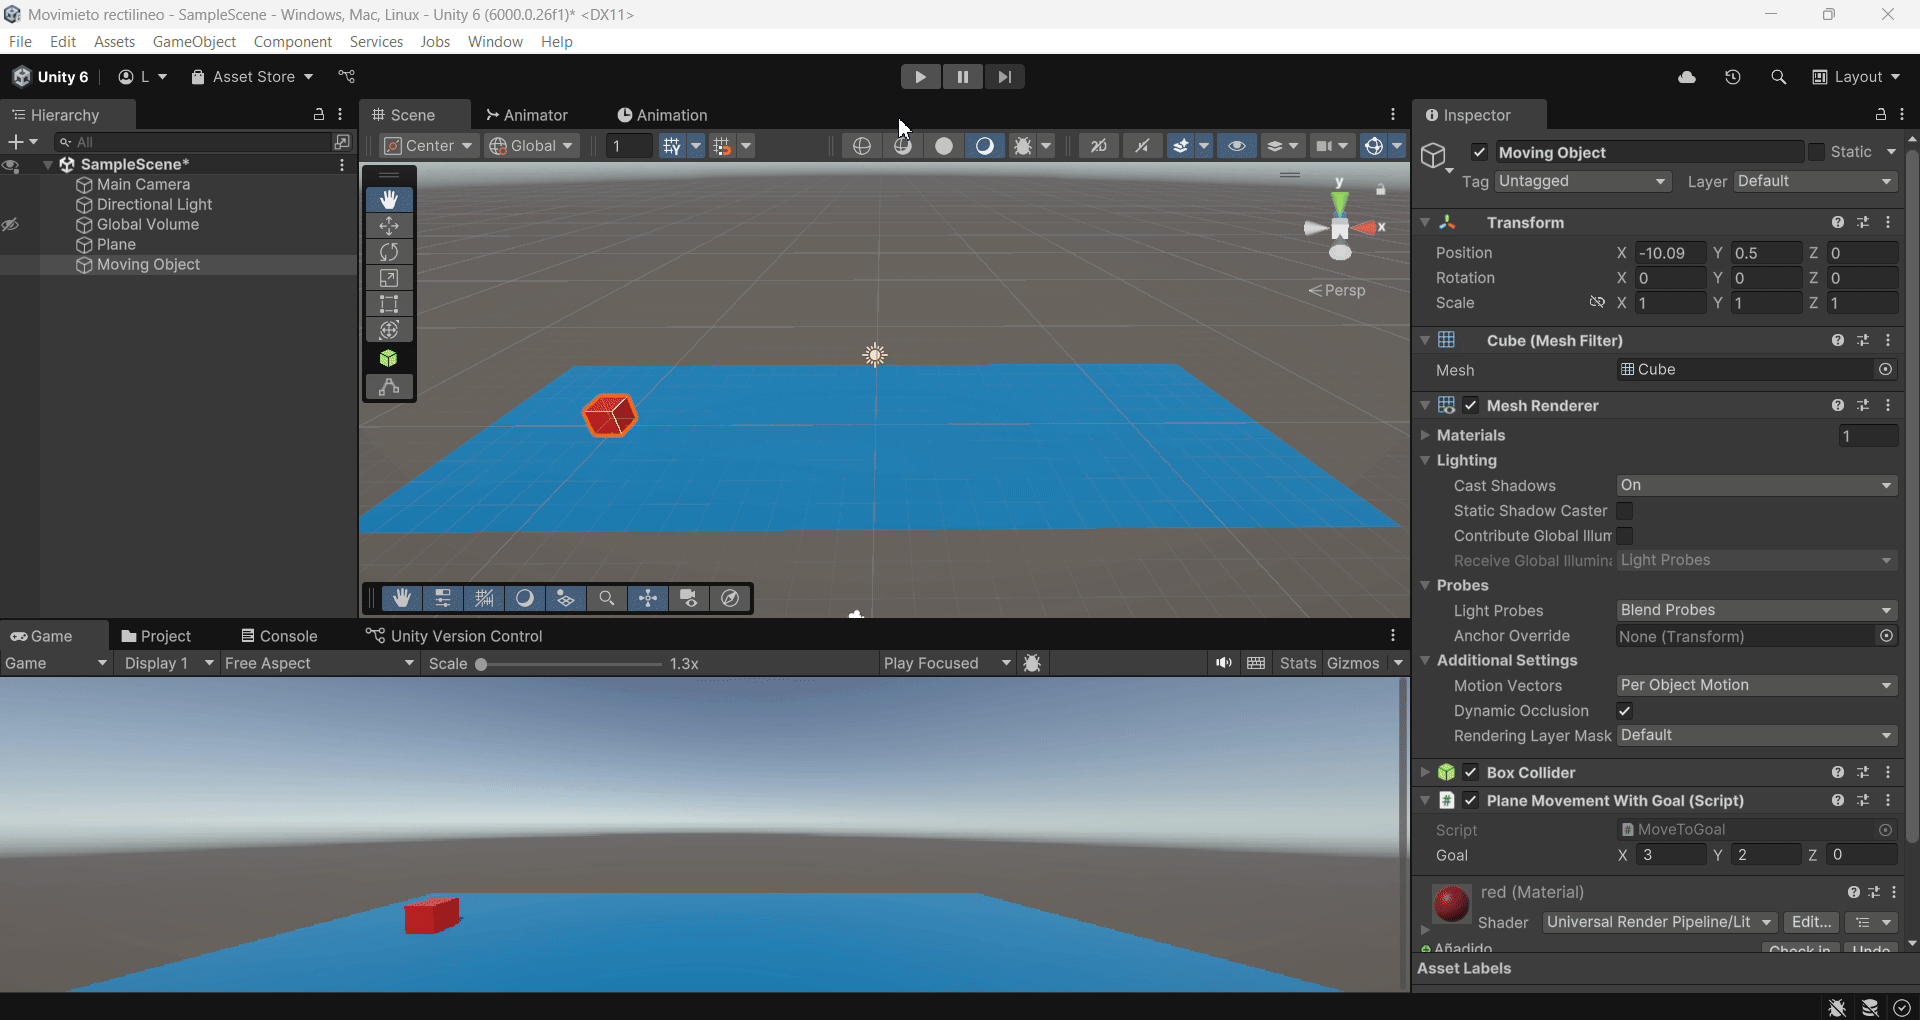 Movimieto rectilineo - SampleScene - Windows, Mac, Linux - Unity 6 (6000.0.26f1)* <DX11>
File Edit Assets GameObject Component Services Jobs Window Help
Unity 6 L Asset Store Layout
Hierarchy
All
SampleScene*
Main Camera
Directional Light
Global Volume
Plane
Moving Object
Scene Animator Animation
Center Global 1 2D
y
x
Persp
Game Project Console Unity Version Control
Game Display 1 Free Aspect Scale 1.3x Play Focused Stats Gizmos
Inspector
Moving Object Static
Tag Untagged Layer Default
Transform
Position X -10.09 Y 0.5 Z 0
Rotation X 0 Y 0 Z 0
Scale X 1 Y 1 Z 1
Cube (Mesh Filter)
Mesh Cube
Mesh Renderer
Materials 1
Lighting
Cast Shadows On
Static Shadow Caster
Contribute Global Illum
Receive Global Illumina Light Probes
Probes
Light Probes Blend Probes
Anchor Override None (Transform)
Additional Settings
Motion Vectors Per Object Motion
Dynamic Occlusion
Rendering Layer Mask Default
Box Collider
# Plane Movement With Goal (Script)
Script # MoveToGoal
Goal X 3 Y 2 Z 0
red (Material)
Shader Universal Render Pipeline/Lit Edit...
Añadido Check in Undo
Asset Labels